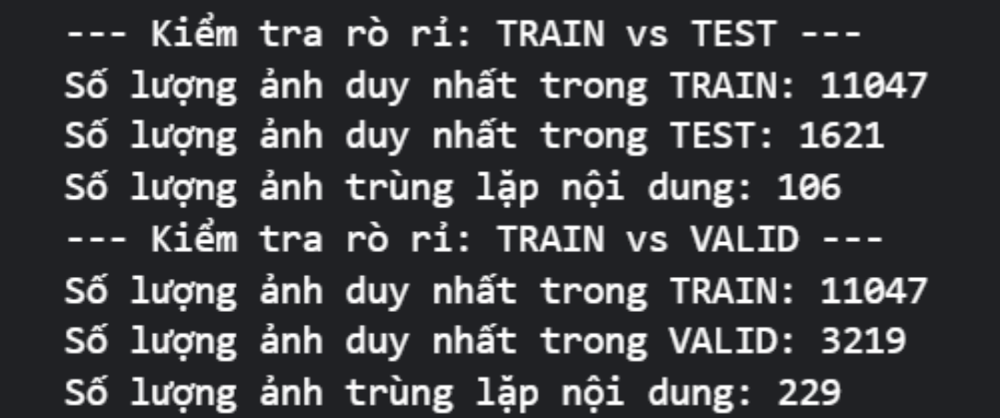 --- Kiểm tra rò rỉ: TRAIN vs TEST ---
Số lượng ảnh duy nhất trong TRAIN: 11047
Số lượng ảnh duy nhất trong TEST: 1621
Số lượng ảnh trùng lặp nội dung: 106
--- Kiểm tra rò rỉ: TRAIN vs VALID ---
Số lượng ảnh duy nhất trong TRAIN: 11047
Số lượng ảnh duy nhất trong VALID: 3219
Số lượng ảnh trùng lặp nội dung: 229